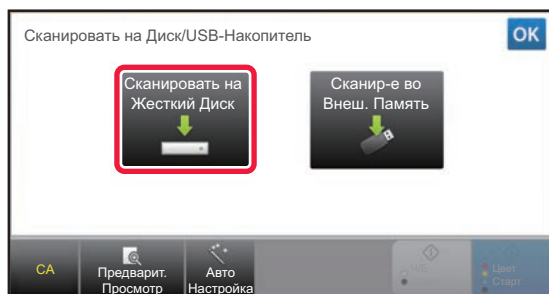 Сканировать на Диск/USB-Накопитель
OK
Сканировать на
Жесткий Диск
Сканир-е во
Внеш. Память
CA
Предварит.
Просмотр
Авто
Настройка
Ч/Б
Старт
Цвет
Старт